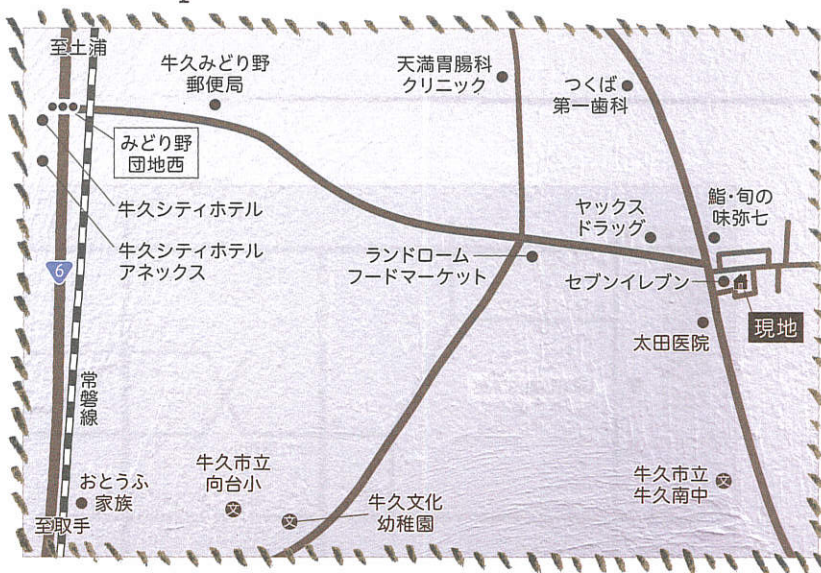 至土浦
牛久みどり野
郵便局
天満胃腸科
クリニック
つくば
第一歯科
みどり野
団地西
牛久シティホテル
牛久シティホテル
アネックス
6
ランドローム
フードマーケット
ヤックス
ドラッグ
鮨・旬の
味弥七
セブンイレブン
現地
太田医院
常磐線
おとうふ
家族
至取手
牛久市立
向台小
文
文
牛久文化
幼稚園
牛久市立
牛久南中
文